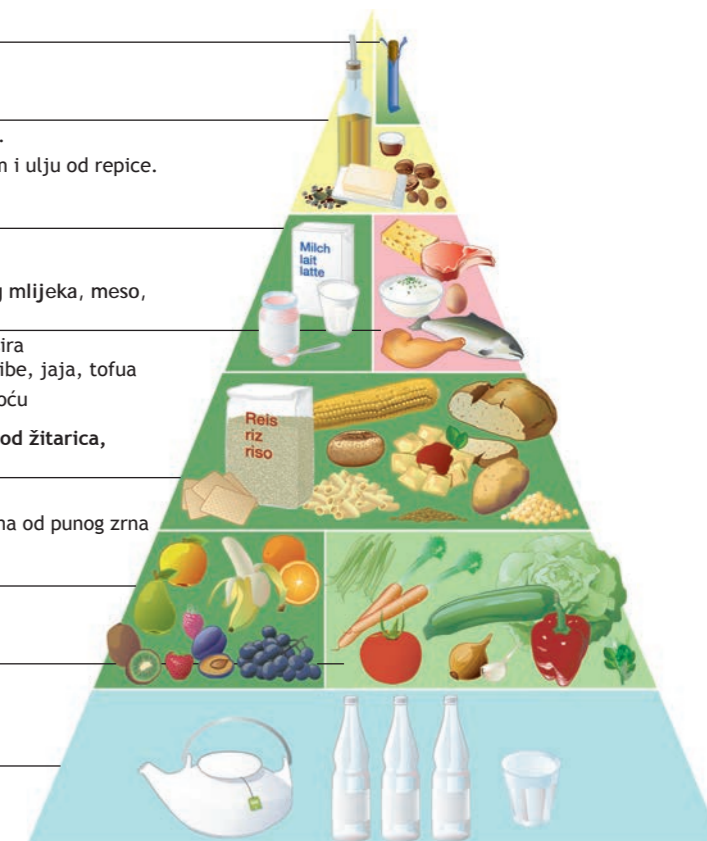 .
m i ulju od repice.
Milch
lait
latte
g mlijeka, meso,
ira
ibe, jaja, tofua
oću
od žitarica,
Reis
riz
riso
na od punog zrna